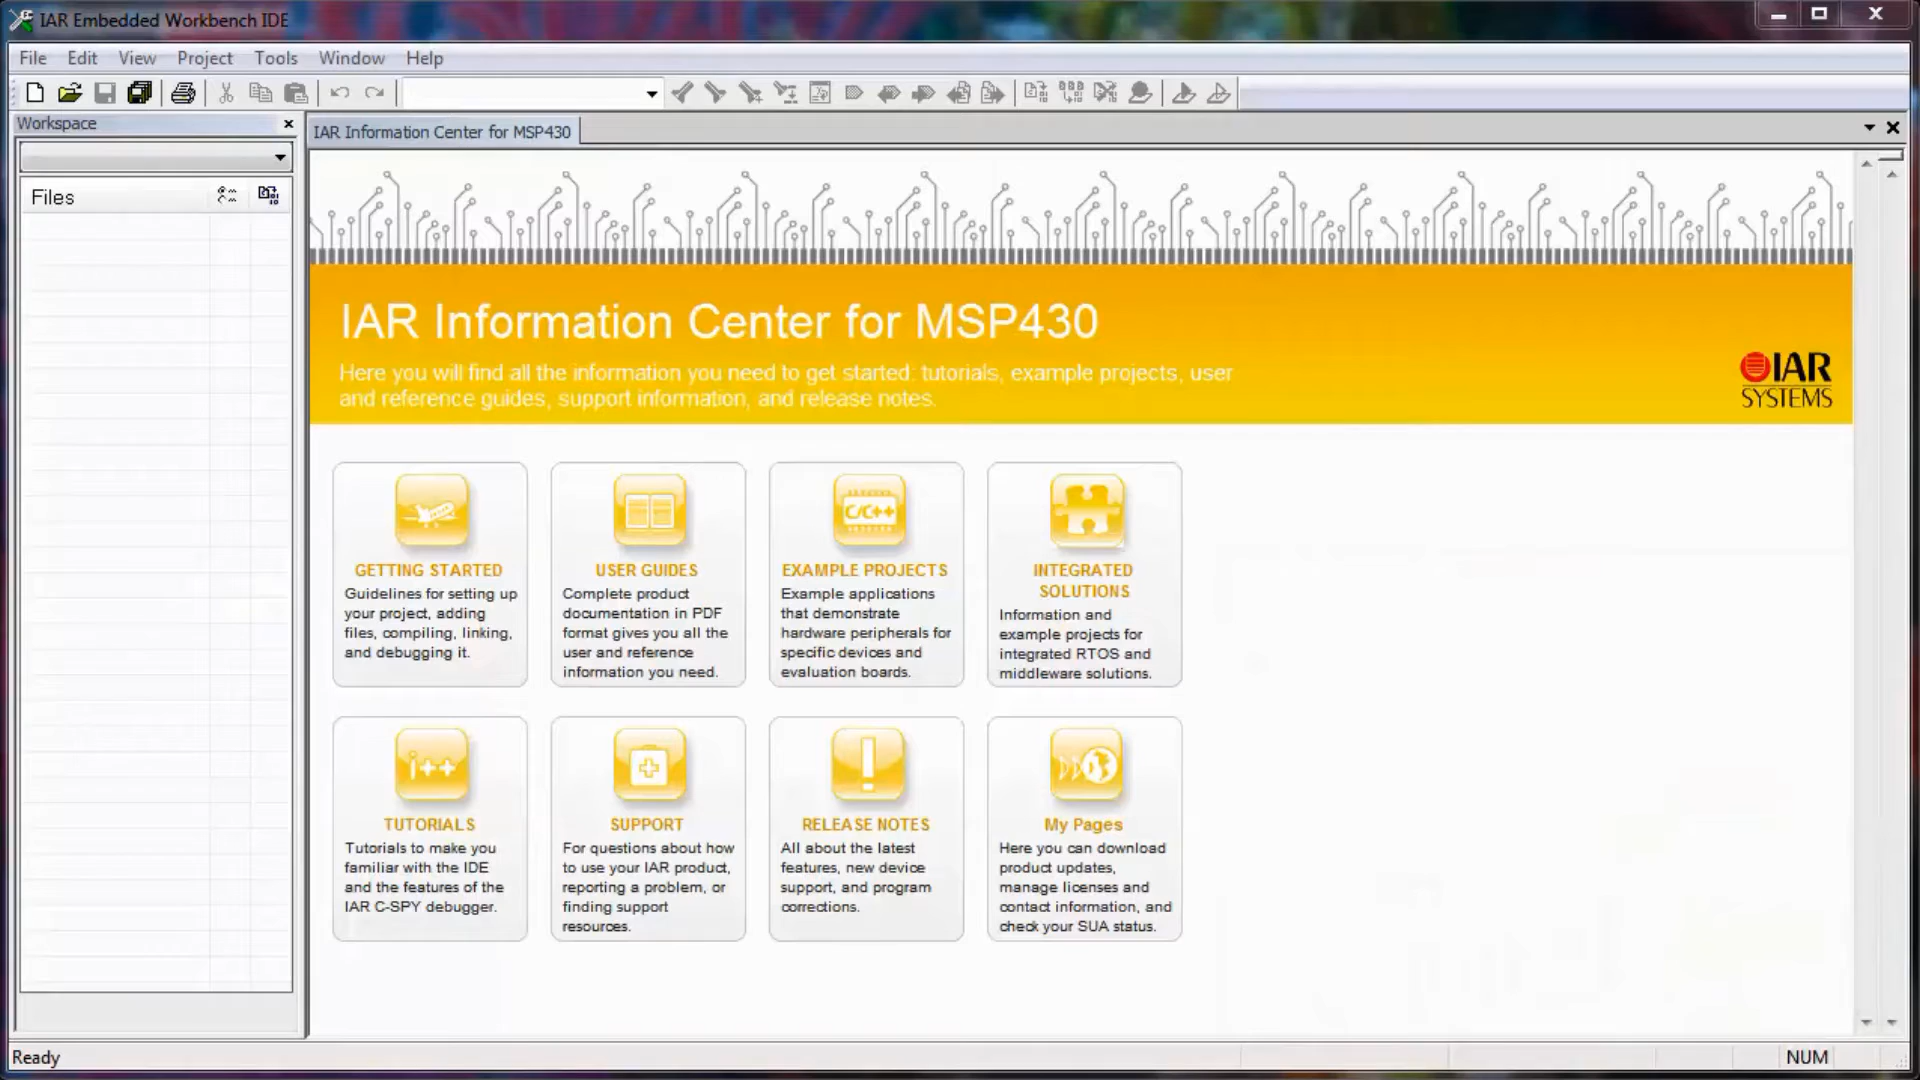 IAR Embedded Workbench IDE
File Edit View Project Tools Window Help
Workspace
IAR Information Center for MSP430
Files
IAR Information Center for MSP430
Here you will find all the information you need to get started: tutorials, example projects, user
and reference guides, support information, and release notes.
IAR
SYSTEMS
GETTING STARTED
Guidelines for setting up
your project, adding
files, compiling, linking,
and debugging it.
USER GUIDES
Complete product
documentation in PDF
format gives you all the
user and reference
information you need.
C/C++
EXAMPLE PROJECTS
Example applications
that demonstrate
hardware peripherals for
specific devices and
evaluation boards.
INTEGRATED
SOLUTIONS
Information and
example projects for
integrated RTOS and
middleware solutions.
i++
TUTORIALS
Tutorials to make you
familiar with the IDE
and the features of the
IAR C-SPY debugger.
SUPPORT
For questions about how
to use your IAR product,
reporting a problem, or
finding support
resources.
RELEASE NOTES
All about the latest
features, new device
support, and program
corrections.
My Pages
Here you can download
product updates,
manage licenses and
contact information, and
check your SUA status.
Ready
NUM